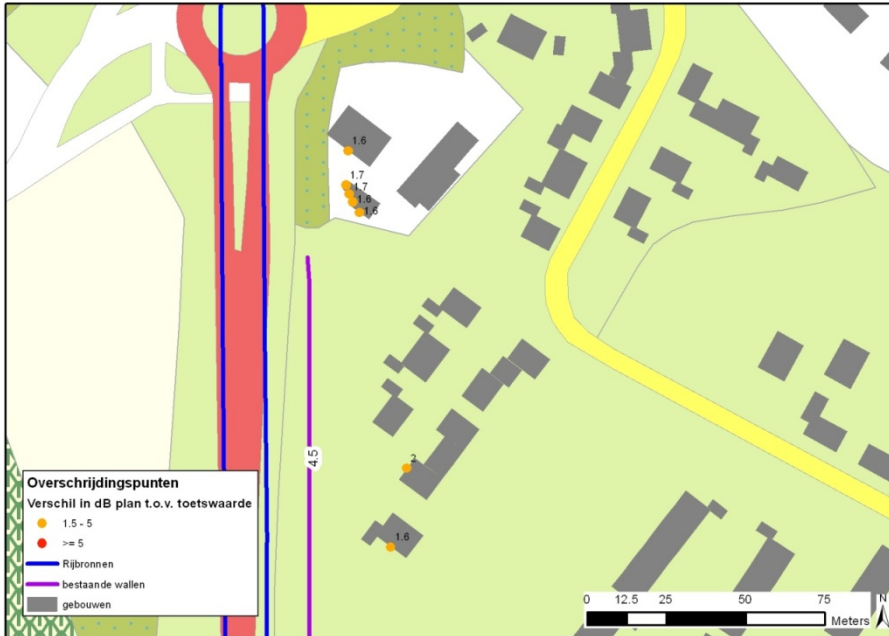 1.6
1.7
1.7
1.6
1.6
4.5
2
1.6
Overschrijdingspunten
Verschil in dB plan t.o.v. toetswaarde
1.5 - 5
>= 5
Rijbronnen
bestaande wallen
gebouwen
0 12.5 25 50 75
Meters
N